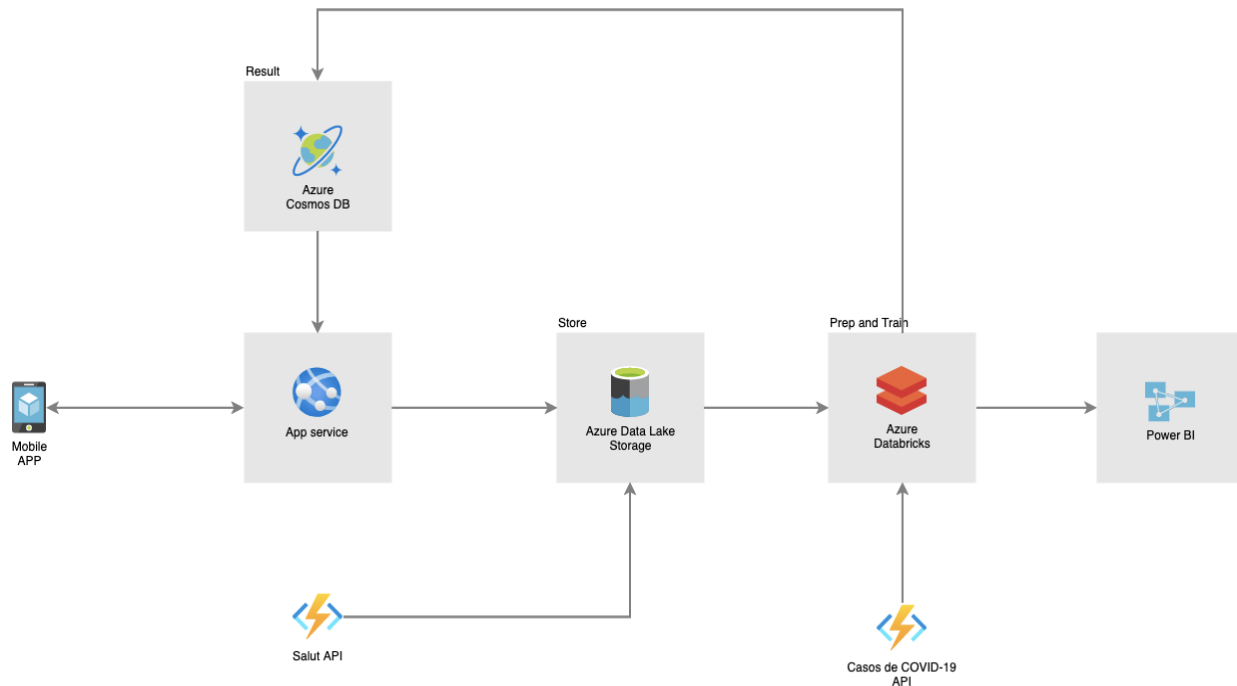 Result
Azure
Cosmos DB
Store
Prep and Train
Mobile
APP
App service
Azure Data Lake
Storage
Azure
Databricks
Power BI
Salut API
Casos de COVID-19
API